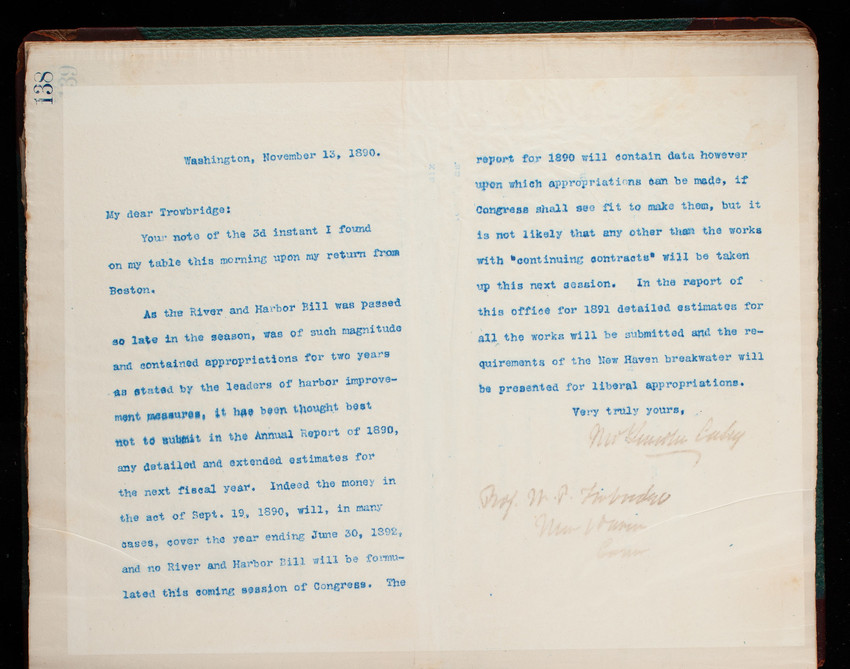 138
139
Washington, November 13, 1890.
My dear Trowbridge:
Your note of the 3d instant I found
on my table this morning upon my return from
Boston.
As the River and Harbor Bill was passed
so late in the season, was of such magnitude
and contained appropriations for two years
as stated by the leaders of harbor improve-
ment measures, it has been thought best
not to submit in the Annual Report of 1890,
any detailed and extended estimates for
the next fiscal year. Indeed the money in
the act of Sept. 19, 1890, will, in many
cases, cover the year ending June 30, 1892,
and no River and Harbor Bill will be formu-
lated this coming session of Congress. The
report for 1890 will contain data however
upon which appropriations can be made, if
Congress shall see fit to make them, but it
is not likely that any other than the works
with "continuing contracts" will be taken
up this next session. In the report of
this office for 1891 detailed estimates for
all the works will be submitted and the re-
quirements of the New Haven breakwater will
be presented for liberal appropriations.
Very truly yours,
Lincoln Casey
Prof. W. P. Trowbridge
New Haven
Conn